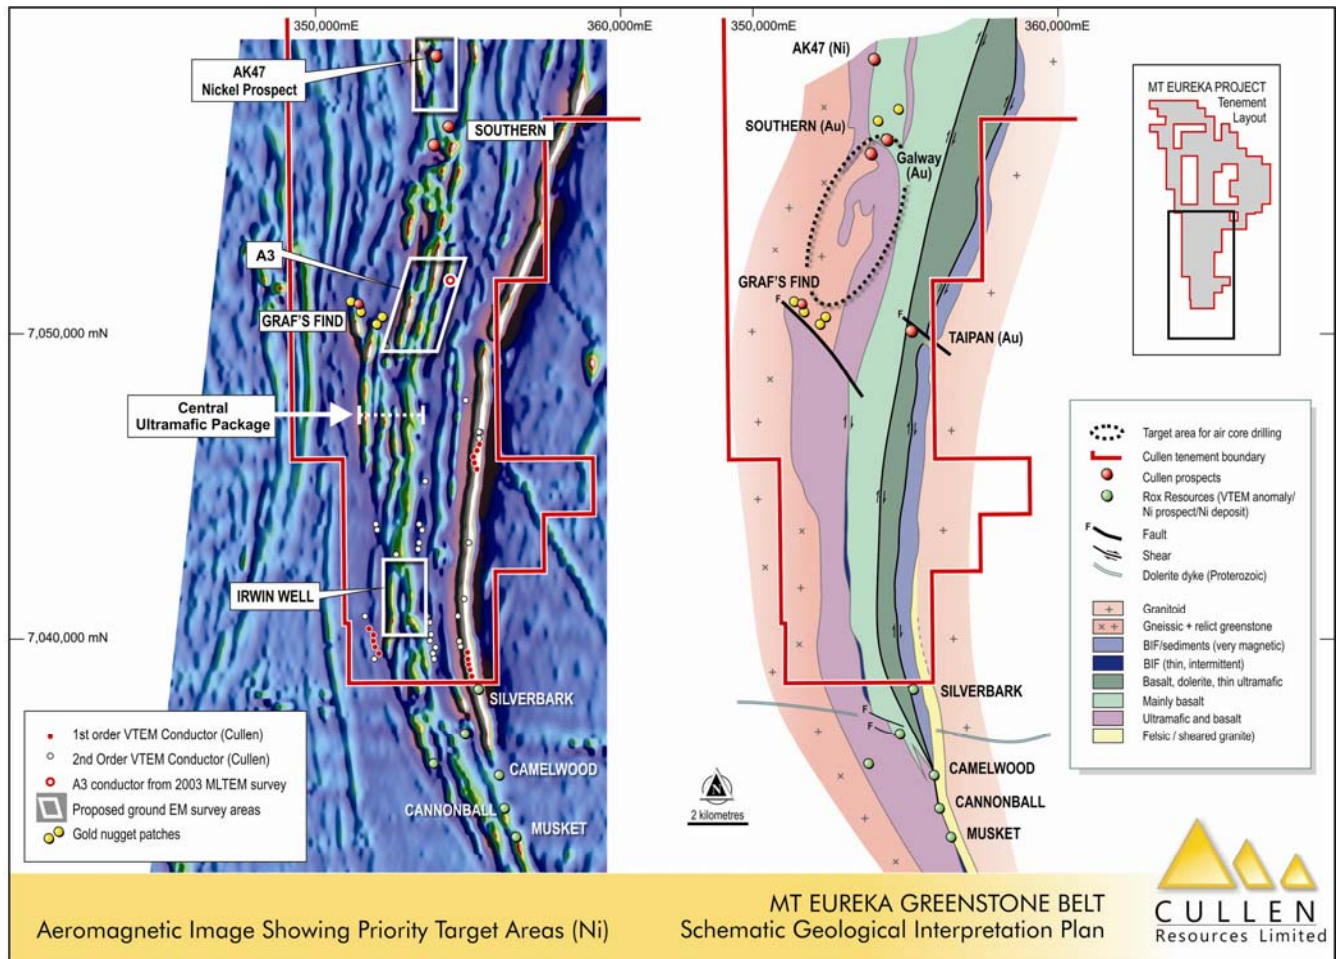 350,000mE
360,000mE
AK47
Nickel Prospect
SOUTHERN
A3
GRAF'S FIND
7,050,000 mN
Central
Ultramafic Package
IRWIN WELL
7,040,000 mN
SILVERBARK
CAMELWOOD
CANNONBALL
MUSKET
1st order VTEM Conductor (Cullen)
2nd Order VTEM Conductor (Cullen)
A3 conductor from 2003 MLTEM survey
Proposed ground EM survey areas
Gold nugget patches
350,000mE
360,000mE
AK47 (Ni)
SOUTHERN (Au)
Galway
(Au)
GRAF'S FIND
F
F
TAIPAN (Au)
SILVERBARK
F
F
CAMELWOOD
CANNONBALL
MUSKET
N
2 kilometres
MT EUREKA PROJECT
Tenement
Layout
Target area for air core drilling
Cullen tenement boundary
Cullen prospects
Rox Resources (VTEM anomaly/
Ni prospect/Ni deposit)
F
Fault
Shear
Dolerite dyke (Proterozoic)
Granitoid
Gneissic + relict greenstone
BIF/sediments (very magnetic)
BIF (thin, intermittent)
Basalt, dolerite, thin ultramafic
Mainly basalt
Ultramafic and basalt
Felsic / sheared granite)
Aeromagnetic Image Showing Priority Target Areas (Ni)
MT EUREKA GREENSTONE BELT
Schematic Geological Interpretation Plan
CULLEN
Resources Limited